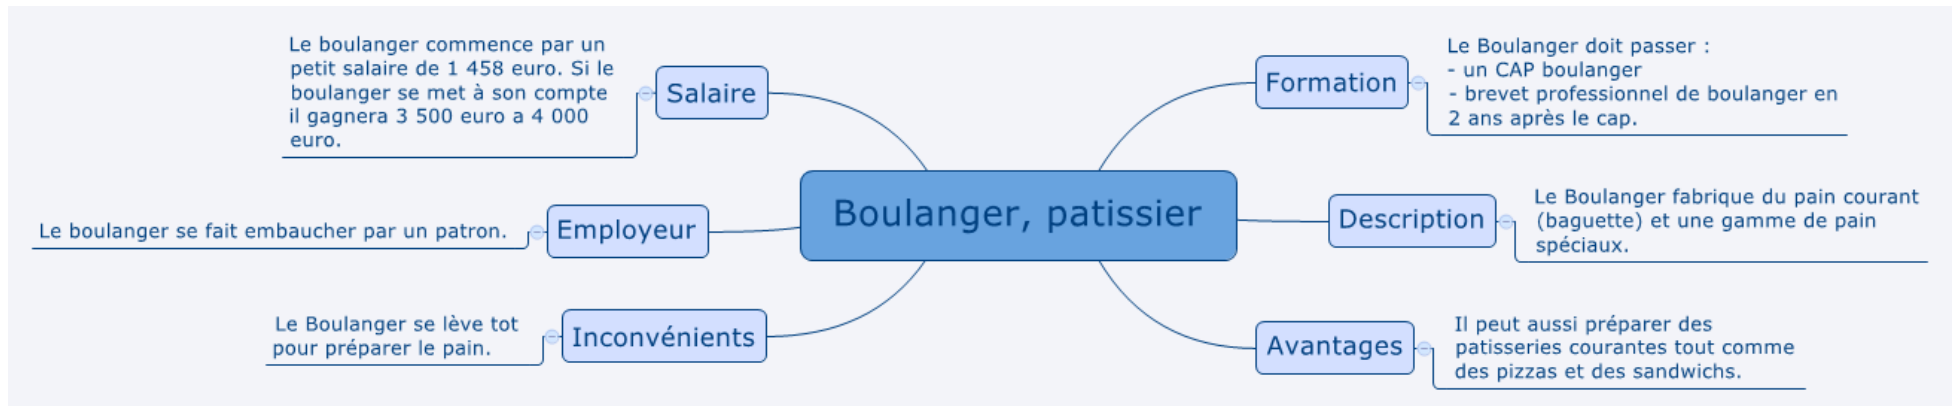 Boulanger, patissier
Formation
Le Boulanger doit passer :
- un CAP boulanger
- brevet professionnel de boulanger en
2 ans après le cap.
Description
Le Boulanger fabrique du pain courant
(baguette) et une gamme de pain
spéciaux.
Avantages
Il peut aussi préparer des
patisseries courantes tout comme
des pizzas et des sandwichs.
Salaire
Le boulanger commence par un
petit salaire de 1 458 euro. Si le
boulanger se met à son compte
il gagnera 3 500 euro a 4 000
euro.
Employeur
Le boulanger se fait embaucher par un patron.
Inconvénients
Le Boulanger se lève tot
pour préparer le pain.